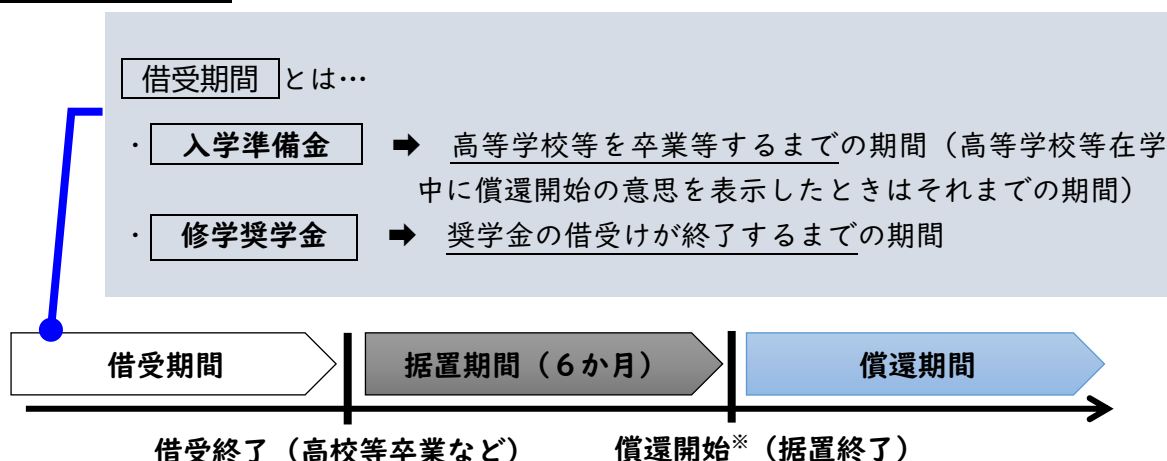 借受期間とは…
・入学準備金 ➡ 高等学校等を卒業等するまでの期間（高等学校等在学
中に償還開始の意思を表示したときはそれまでの期間）
・修学奨学金 ➡ 奨学金の借受けが終了するまでの期間
借受期間 据置期間（６か月） 償還期間
借受終了（高校等卒業など） 償還開始※（据置終了）